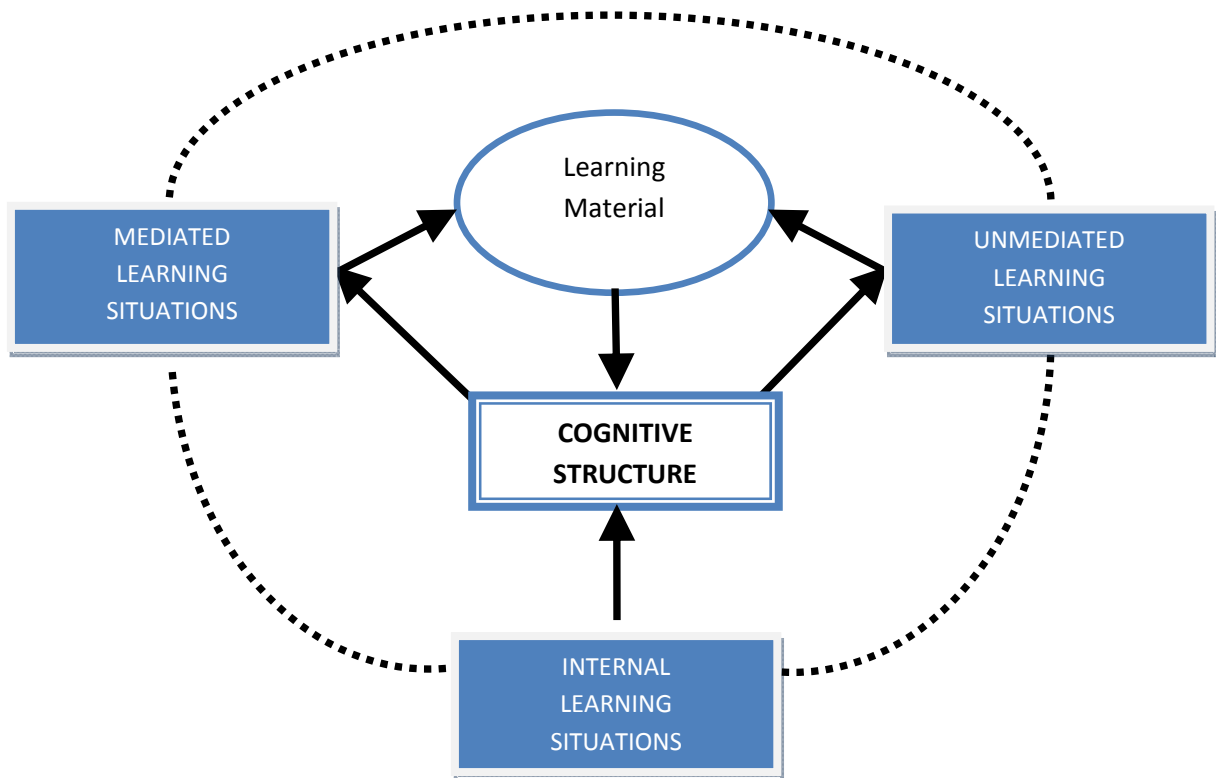 Learning
Material
MEDIATED
LEARNING
SITUATIONS
UNMEDIATED
LEARNING
SITUATIONS
COGNITIVE
STRUCTURE
INTERNAL
LEARNING
SITUATIONS